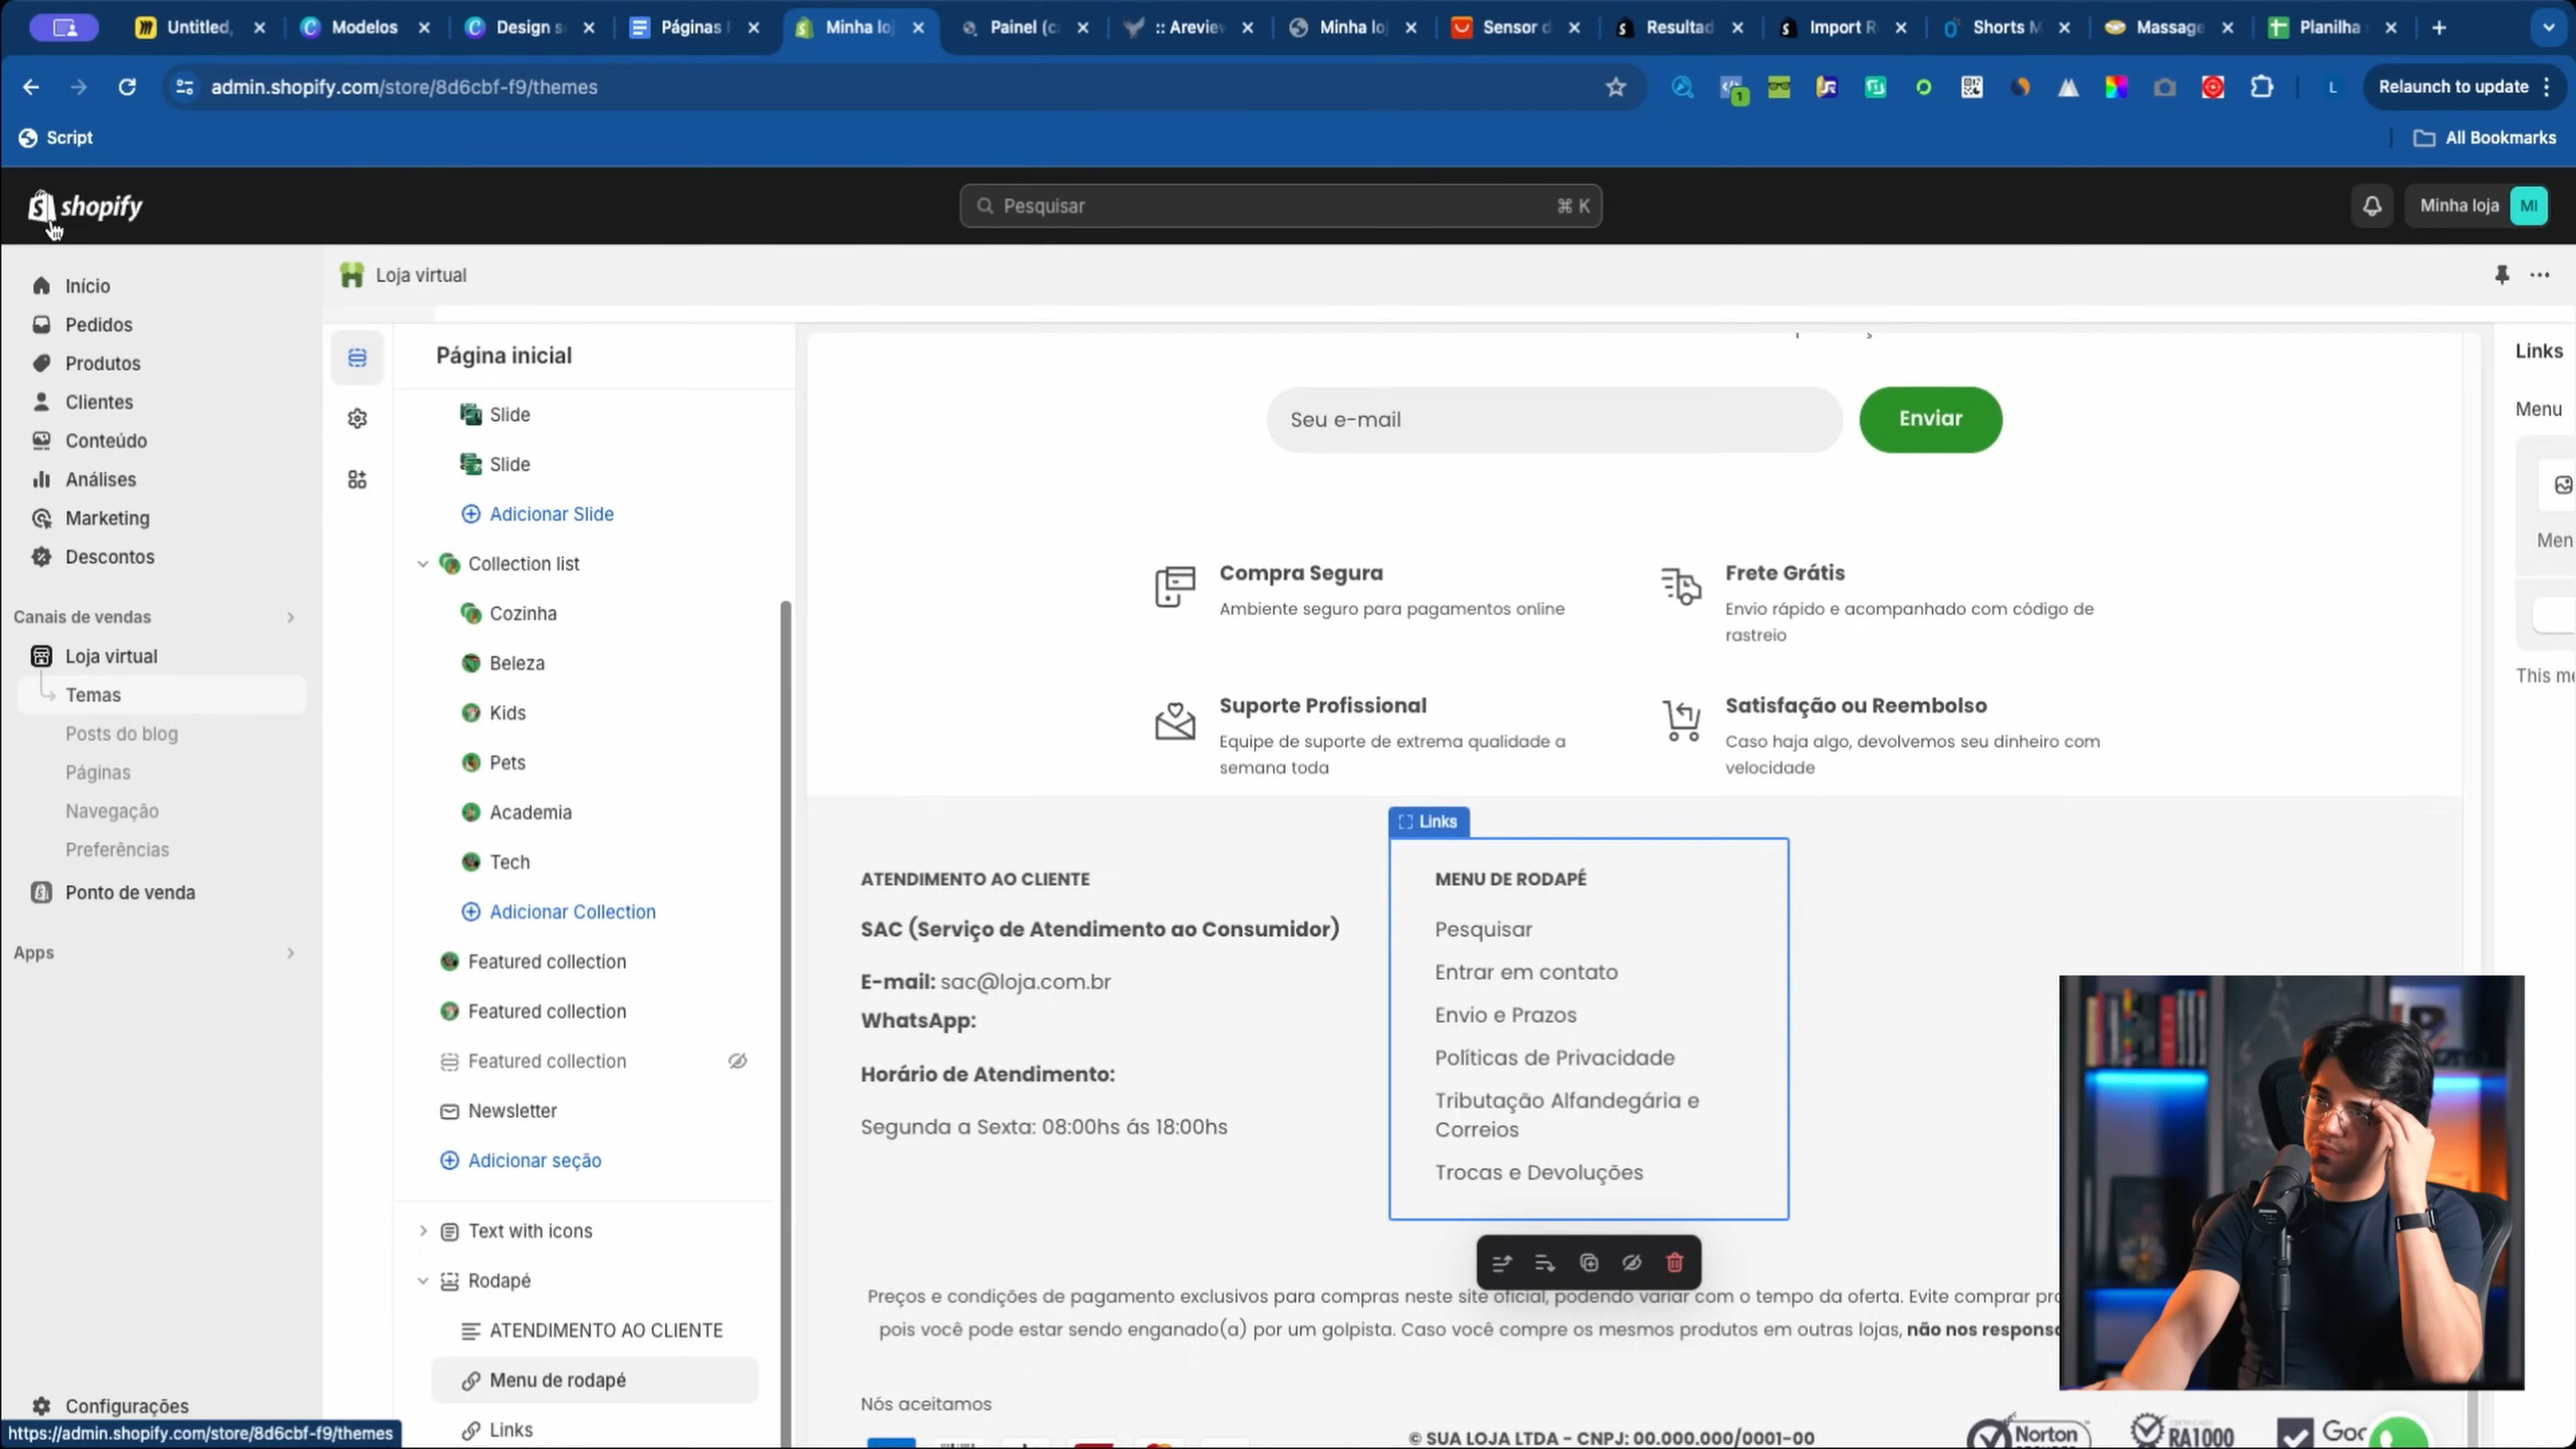 Untitled,
Modelos
Design s
Páginas
Minha loj
Painel (c
:: Areview
Minha loj
Sensor d
Resultad
Import R
Shorts M
Massage
Planilha
admin.shopify.com/store/8d6cbf-f9/themes
1
L
Relaunch to update
Script
All Bookmarks
shopify
Pesquisar
⌘ K
Minha loja
MI
Início
Pedidos
Produtos
Clientes
Conteúdo
Análises
Marketing
Descontos
Canais de vendas
Loja virtual
Temas
Posts do blog
Páginas
Navegação
Preferências
Ponto de venda
Apps
Configurações
https://admin.shopify.com/store/8d6cbf-f9/themes
Loja virtual
Página inicial
Slide
Slide
Adicionar Slide
Collection list
Cozinha
Beleza
Kids
Pets
Academia
Tech
Adicionar Collection
Featured collection
Featured collection
Featured collection
Newsletter
Adicionar seção
Text with icons
Rodapé
ATENDIMENTO AO CLIENTE
Menu de rodapé
Links
Seu e-mail
Enviar
Compra Segura
Ambiente seguro para pagamentos online
Frete Grátis
Envio rápido e acompanhado com código de
rastreio
Suporte Profissional
Equipe de suporte de extrema qualidade a
semana toda
Satisfação ou Reembolso
Caso haja algo, devolvemos seu dinheiro com
velocidade
Links
ATENDIMENTO AO CLIENTE
SAC (Serviço de Atendimento ao Consumidor)
E-mail: sac@loja.com.br
WhatsApp:
Horário de Atendimento:
Segunda a Sexta: 08:00hs ás 18:00hs
MENU DE RODAPÉ
Pesquisar
Entrar em contato
Envio e Prazos
Políticas de Privacidade
Tributação Alfandegária e
Correios
Trocas e Devoluções
Preços e condições de pagamento exclusivos para compras neste site oficial, podendo variar com o tempo da oferta. Evite comprar pro
pois você pode estar sendo enganado(a) por um golpista. Caso você compre os mesmos produtos em outras lojas, não nos responsa
Nós aceitamos
© SUA LOJA LTDA - CNPJ: 00.000.000/0001-00
Norton
RA1000
Goo
Links
Menu
Men
This me